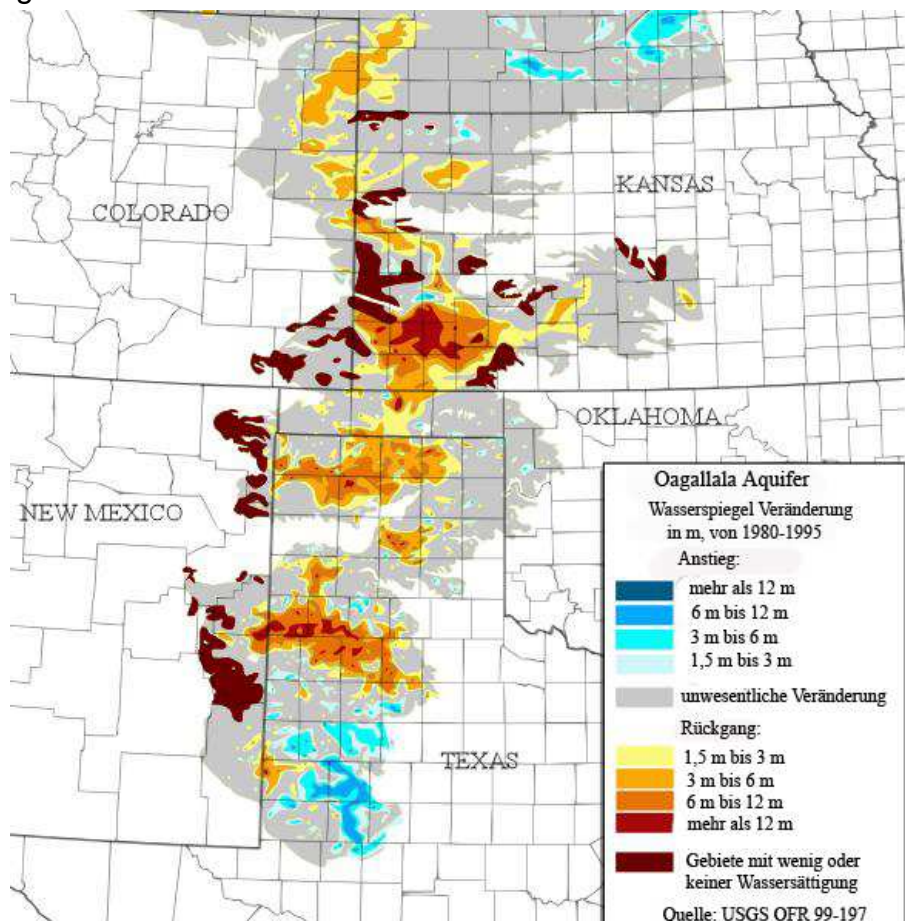 COLORADO
KANSAS
OKLAHOMA
NEW MEXICO
TEXAS
Oagallala Aquifer
Wasserspiegel Veränderung
in m, von 1980-1995
Anstieg:
mehr als 12 m
6 m bis 12 m
3 m bis 6 m
1,5 m bis 3 m
unwesentliche Veränderung
Rückgang:
1,5 m bis 3 m
3 m bis 6 m
6 m bis 12 m
mehr als 12 m
Gebiete mit wenig oder
keiner Wassersättigung
Quelle: USGS OFR 99-197